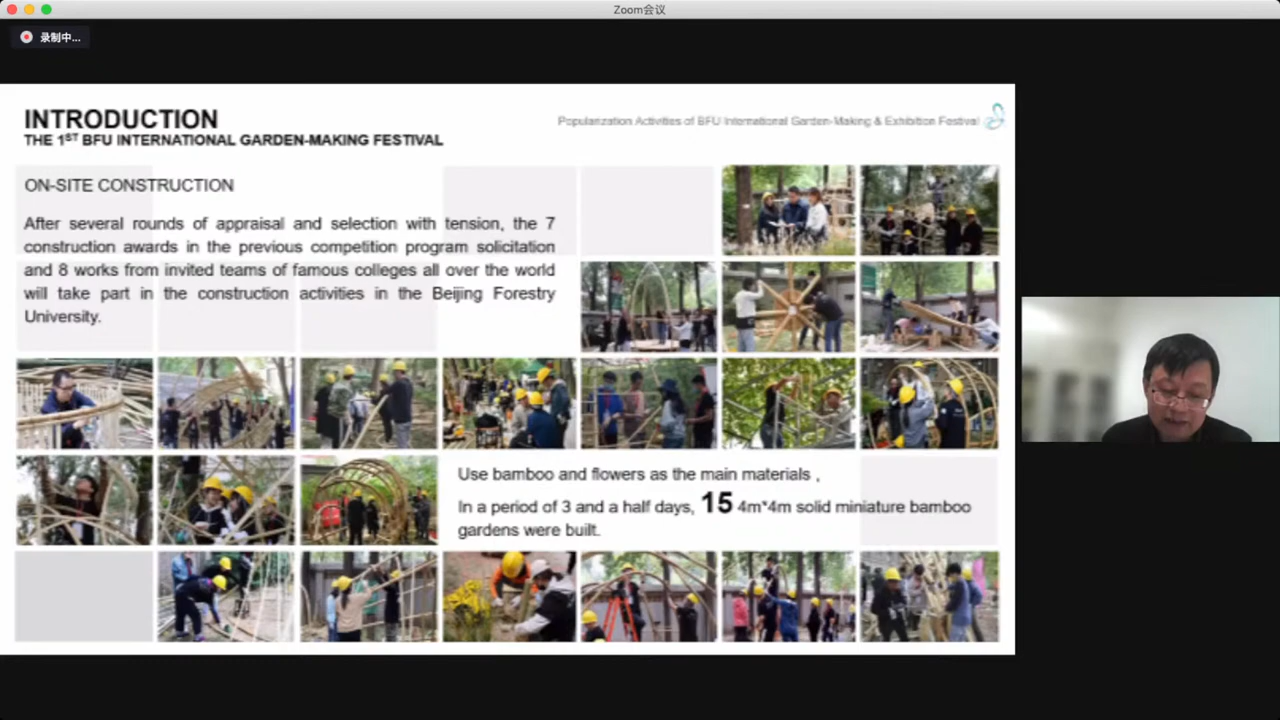 Zoom会议
录制中...
INTRODUCTION
THE 1ST BFU INTERNATIONAL GARDEN-MAKING FESTIVAL
Popularization Activities of BFU International Garden-Making & Exhibition Festival
ON-SITE CONSTRUCTION
After several rounds of appraisal and selection with tension, the 7
construction awards in the previous competition program solicitation
and 8 works from invited teams of famous colleges all over the world
will take part in the construction activities in the Beijing Forestry
University.
Use bamboo and flowers as the main materials ,
In a period of 3 and a half days, 15 4m*4m solid miniature bamboo
gardens were built.